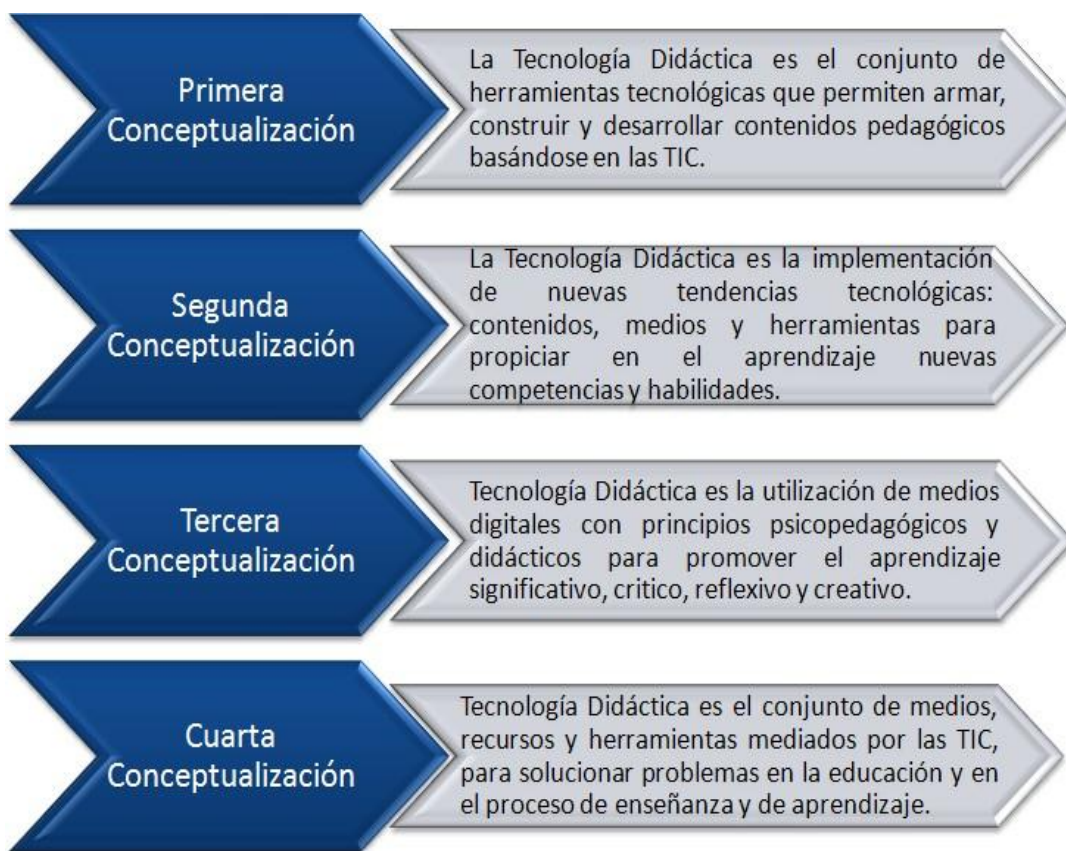 Primera
Conceptualización
La Tecnología Didáctica es el conjunto de
herramientas tecnológicas que permiten armar,
construir y desarrollar contenidos pedagógicos
basándose en las TIC.
Segunda
Conceptualización
La Tecnología Didáctica es la implementación
de nuevas tendencias tecnológicas:
contenidos, medios y herramientas para
propiciar en el aprendizaje nuevas
competencias y habilidades.
Tercera
Conceptualización
Tecnología Didáctica es la utilización de medios
digitales con principios psicopedagógicos y
didácticos para promover el aprendizaje
significativo, critico, reflexivo y creativo.
Cuarta
Conceptualización
Tecnología Didáctica es el conjunto de medios,
recursos y herramientas mediados por las TIC,
para solucionar problemas en la educación y en
el proceso de enseñanza y de aprendizaje.